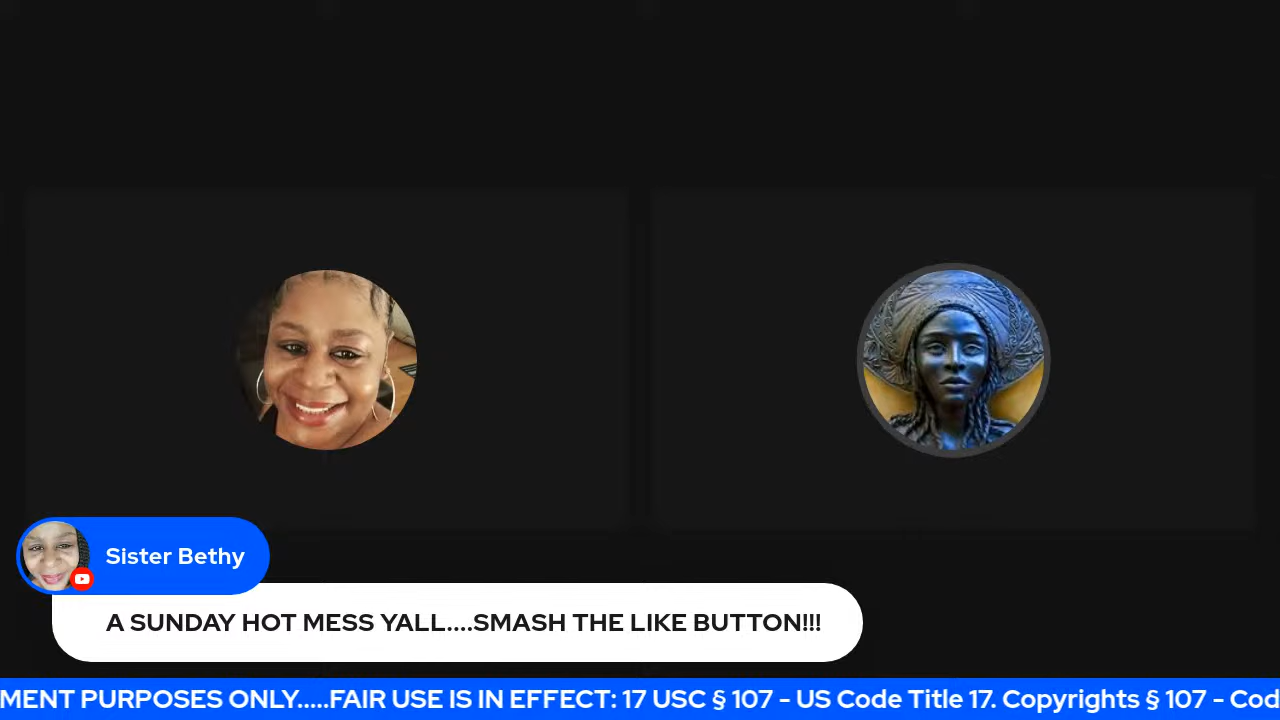 Sister Bethy
A SUNDAY HOT MESS YALL....SMASH THE LIKE BUTTON!!!
MENT PURPOSES ONLY.....FAIR USE IS IN EFFECT: 17 USC § 107 - US Code Title 17. Copyrights § 107 - Cod